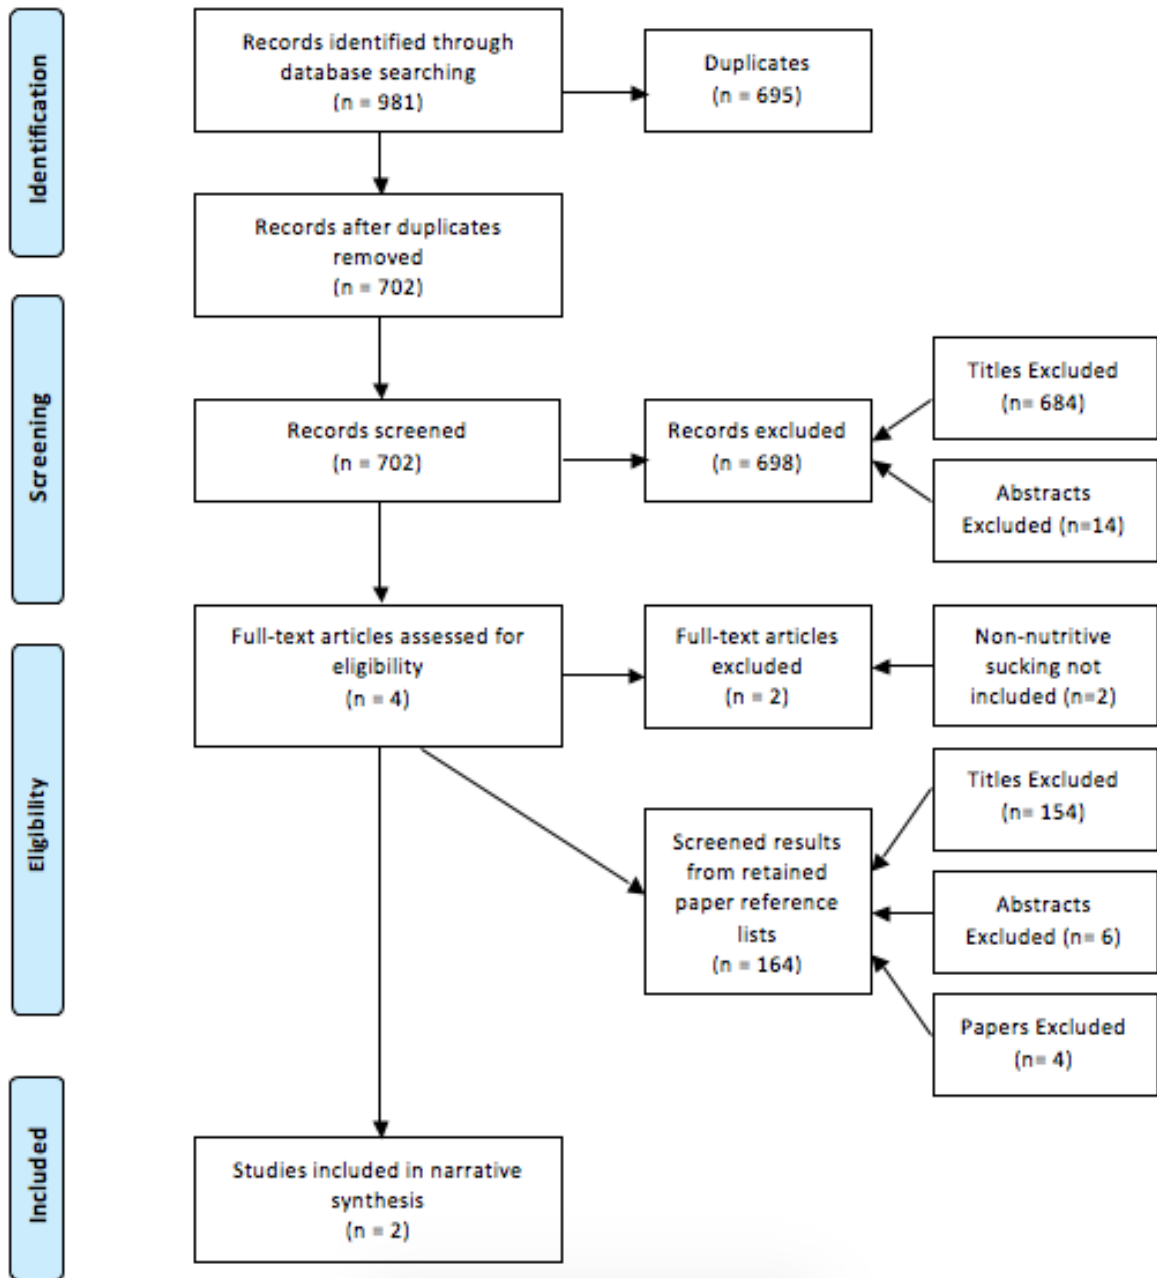 Identification
Records identified through
database searching
(n = 981)
Duplicates
(n = 695)
Records after duplicates
removed
(n = 702)
Screening
Records screened
(n = 702)
Records excluded
(n = 698)
Titles Excluded
(n= 684)
Abstracts
Excluded (n=14)
Eligibility
Full-text articles assessed for
eligibility
(n = 4)
Full-text articles
excluded
(n = 2)
Non-nutritive
sucking not
included (n=2)
Screened results
from retained
paper reference
lists
(n = 164)
Titles Excluded
(n= 154)
Abstracts
Excluded (n= 6)
Papers Excluded
(n= 4)
Included
Studies included in narrative
synthesis
(n = 2)